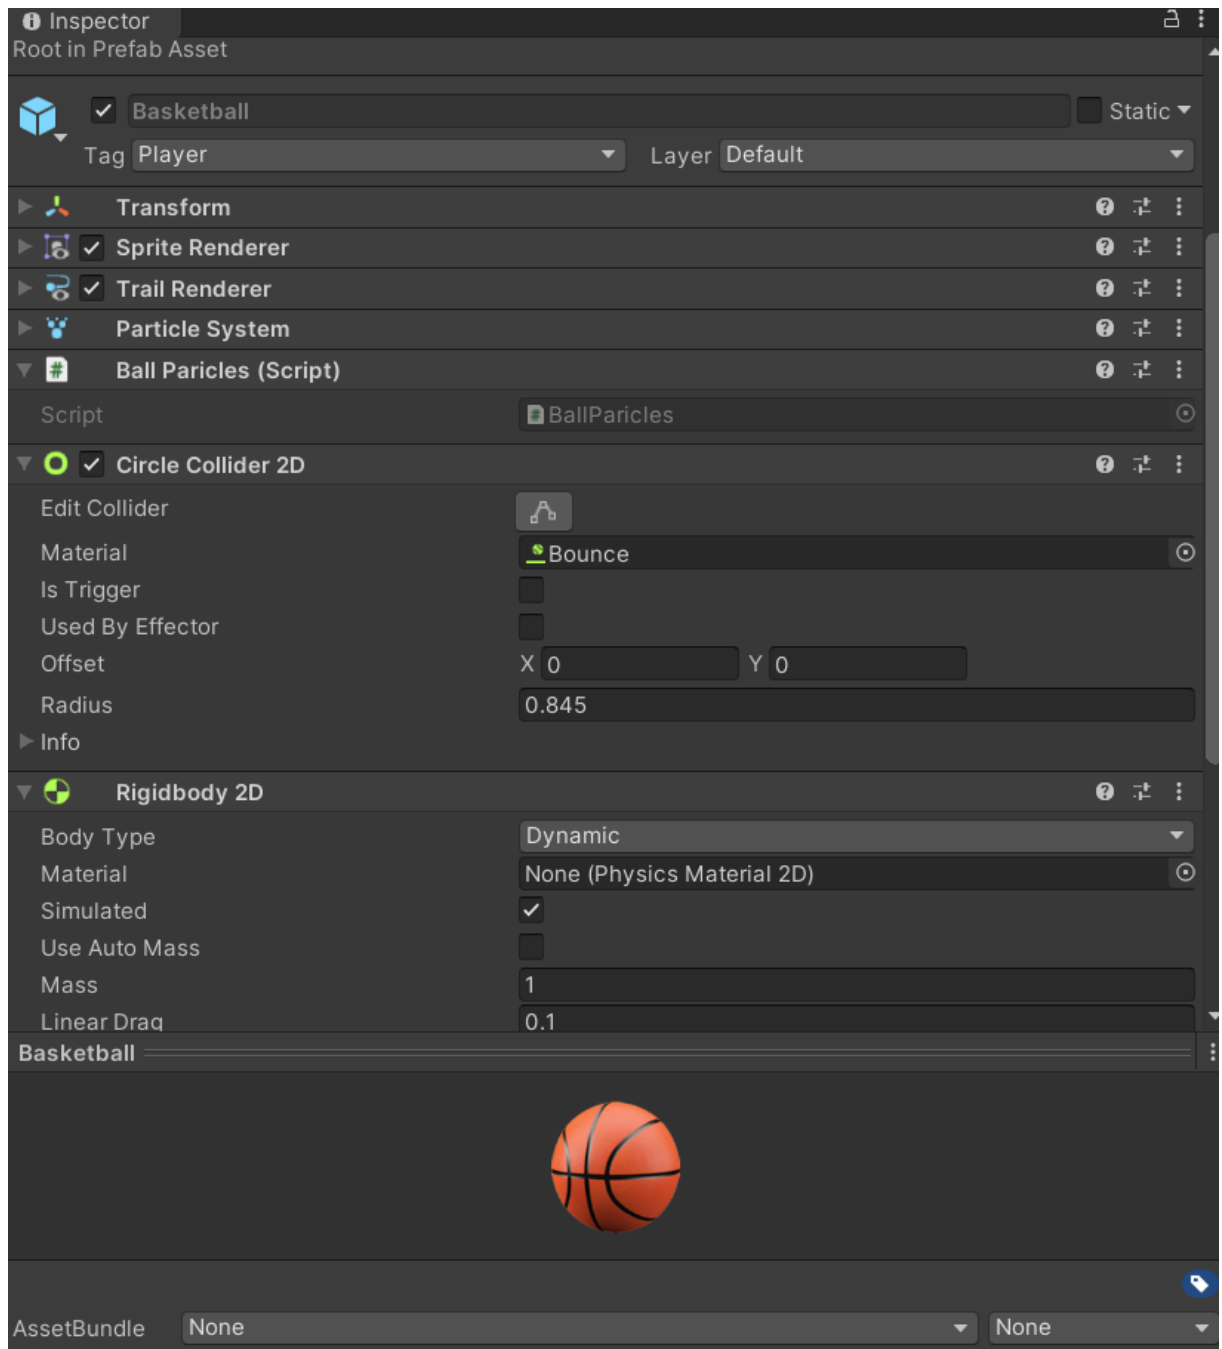 Inspector
Root in Prefab Asset
Basketball Static
Tag Player Layer Default
Transform
Sprite Renderer
Trail Renderer
Particle System
Ball Paricles (Script)
Script BallParicles
Circle Collider 2D
Edit Collider
Material Bounce
Is Trigger
Used By Effector
Offset X 0 Y 0
Radius 0.845
Info
Rigidbody 2D
Body Type Dynamic
Material None (Physics Material 2D)
Simulated
Use Auto Mass
Mass 1
Linear Drag 0.1
Basketball
AssetBundle None None